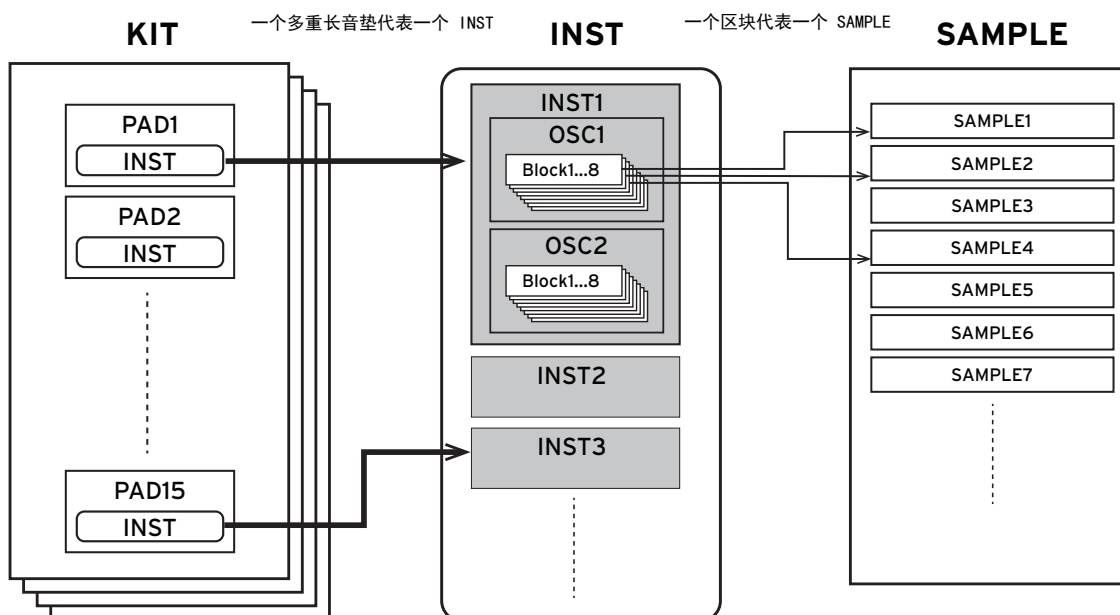 KIT
一个多重长音垫代表一个 INST
INST
一个区块代表一个 SAMPLE
SAMPLE
PAD1
INST
PAD2
INST
PAD15
INST
INST1
OSC1
Block1...8
OSC2
Block1...8
INST2
INST3
SAMPLE1
SAMPLE2
SAMPLE3
SAMPLE4
SAMPLE5
SAMPLE6
SAMPLE7